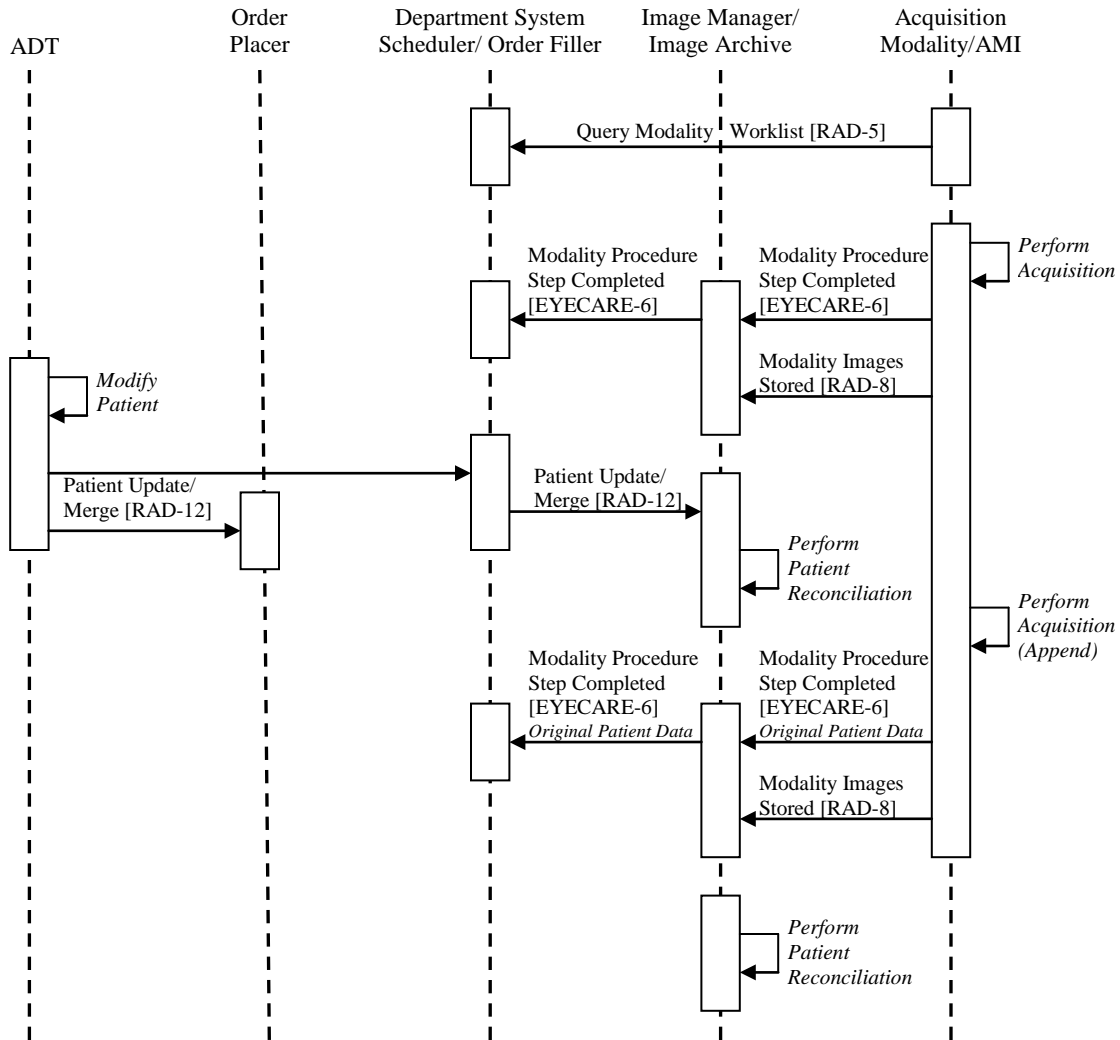 ADT
Order
Placer
Department System
Scheduler/ Order Filler
Image Manager/
Image Archive
Acquisition
Modality/AMI
Query Modality Worklist [RAD-5]
Perform
Acquisition
Modality Procedure
Step Completed
[EYECARE-6]
Modality Procedure
Step Completed
[EYECARE-6]
Modality Images
Stored [RAD-8]
Modify
Patient
Patient Update/
Merge [RAD-12]
Patient Update/
Merge [RAD-12]
Perform
Patient
Reconciliation
Perform
Acquisition
(Append)
Modality Procedure
Step Completed
[EYECARE-6]
Original Patient Data
Modality Procedure
Step Completed
[EYECARE-6]
Original Patient Data
Modality Images
Stored [RAD-8]
Perform
Patient
Reconciliation